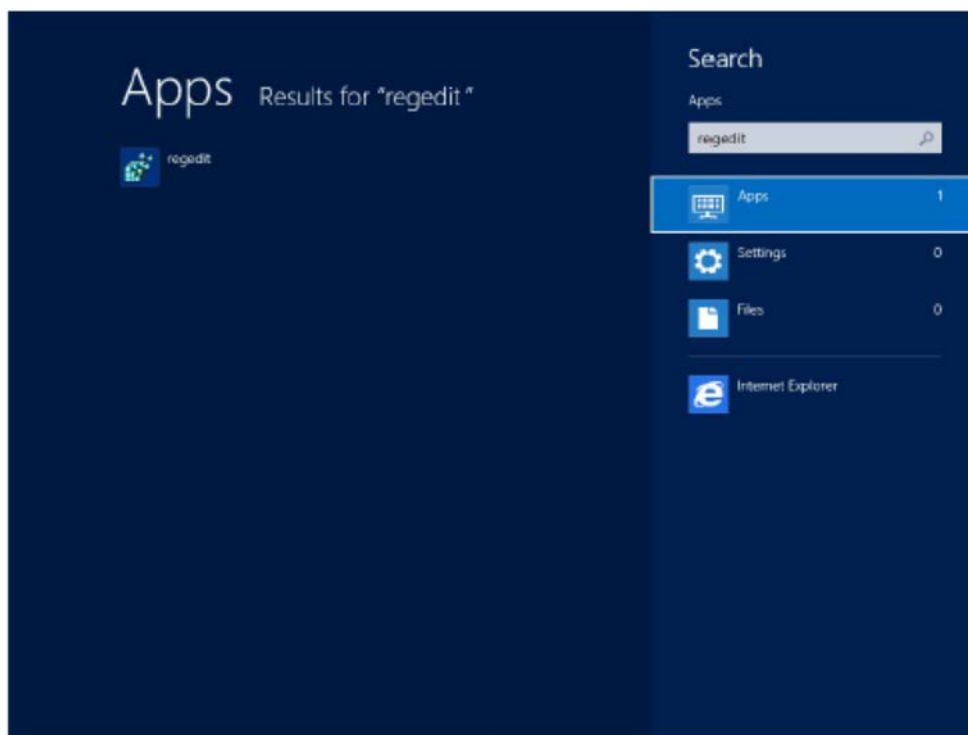 Apps Results for "regedit"
regedit
Search
Apps
regedit
Apps 1
Settings 0
Files 0
Internet Explorer